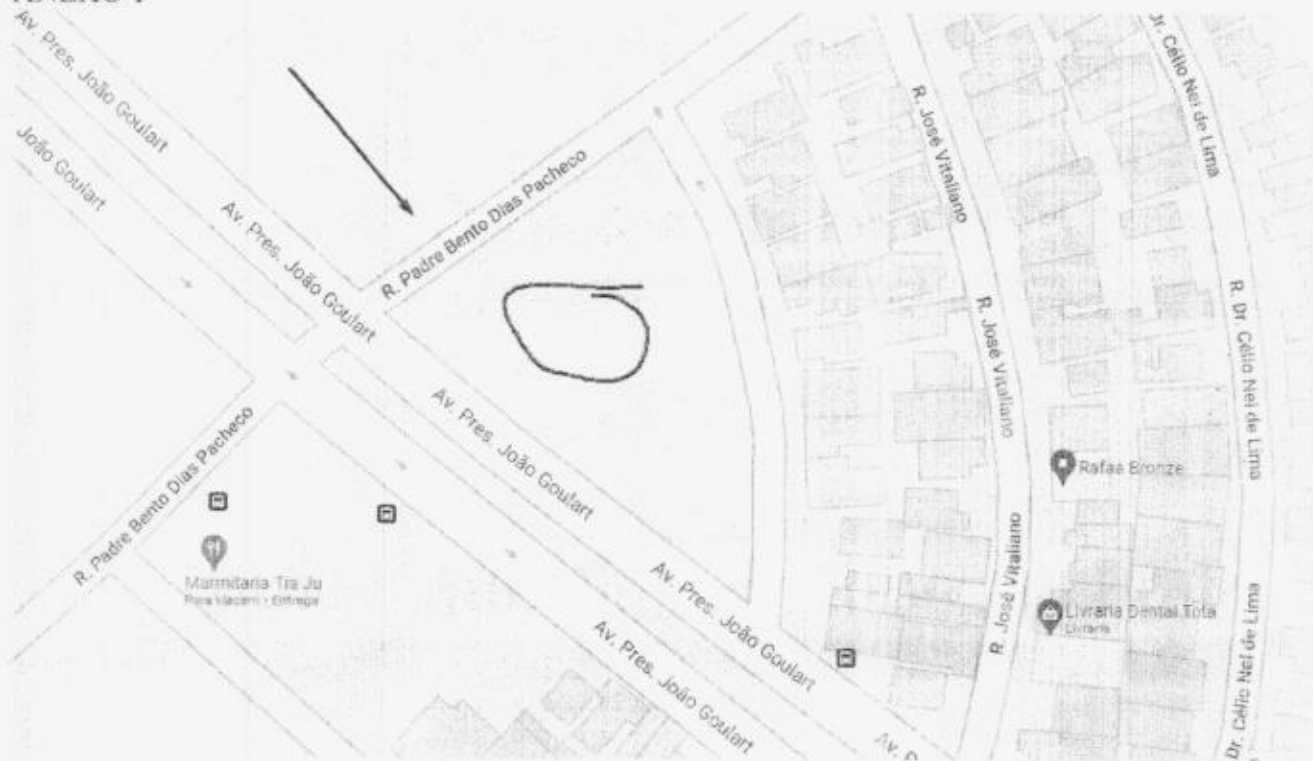 Av. Pres. João Goulart
João Goulart
Av. Pres. João Goulart
R. Padre Bento Dias Pacheco
R. José Vitaliano
Dr. Célio Nei de Lima
R. José Vitaliano
R. Dr. Célio Nei de Lima
Av. Pres. João Goulart
R. Padre Bento Dias Pacheco
Rafaa Bronze
Marmitaria Tia Ju
Para viagem · Entrega
Av. Pres. João Goulart
R. José Vitaliano
Livraria Dental Tota
Livraria
Av. Pres. João Goulart
Dr. Célio Nei de Lima
Av. P